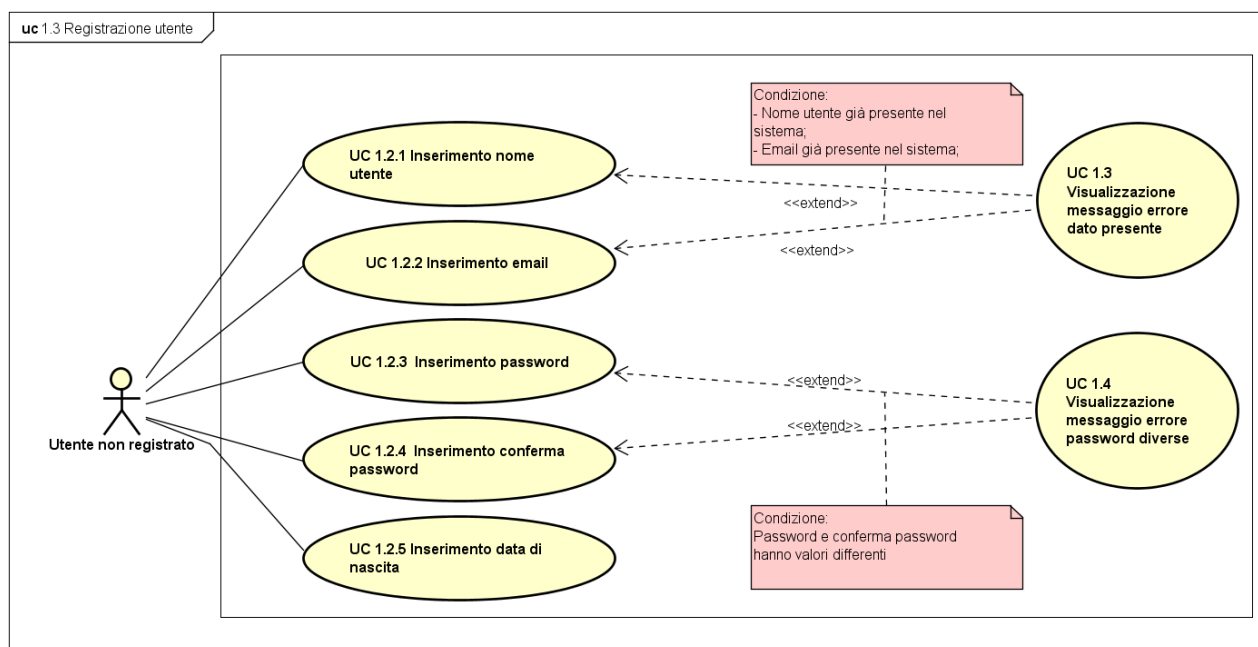 uc 1.3 Registrazione utente
Condizione:
- Nome utente già presente nel
sistema;
- Email già presente nel sistema;
UC 1.2.1 Inserimento nome
utente
UC 1.3
Visualizzazione
messaggio errore
dato presente
<<extend>>
<<extend>>
UC 1.2.2 Inserimento email
UC 1.2.3 Inserimento password
<<extend>>
UC 1.4
Visualizzazione
messaggio errore
password diverse
<<extend>>
Utente non registrato
UC 1.2.4 Inserimento conferma
password
Condizione:
Password e conferma password
hanno valori differenti
UC 1.2.5 Inserimento data di
nascita